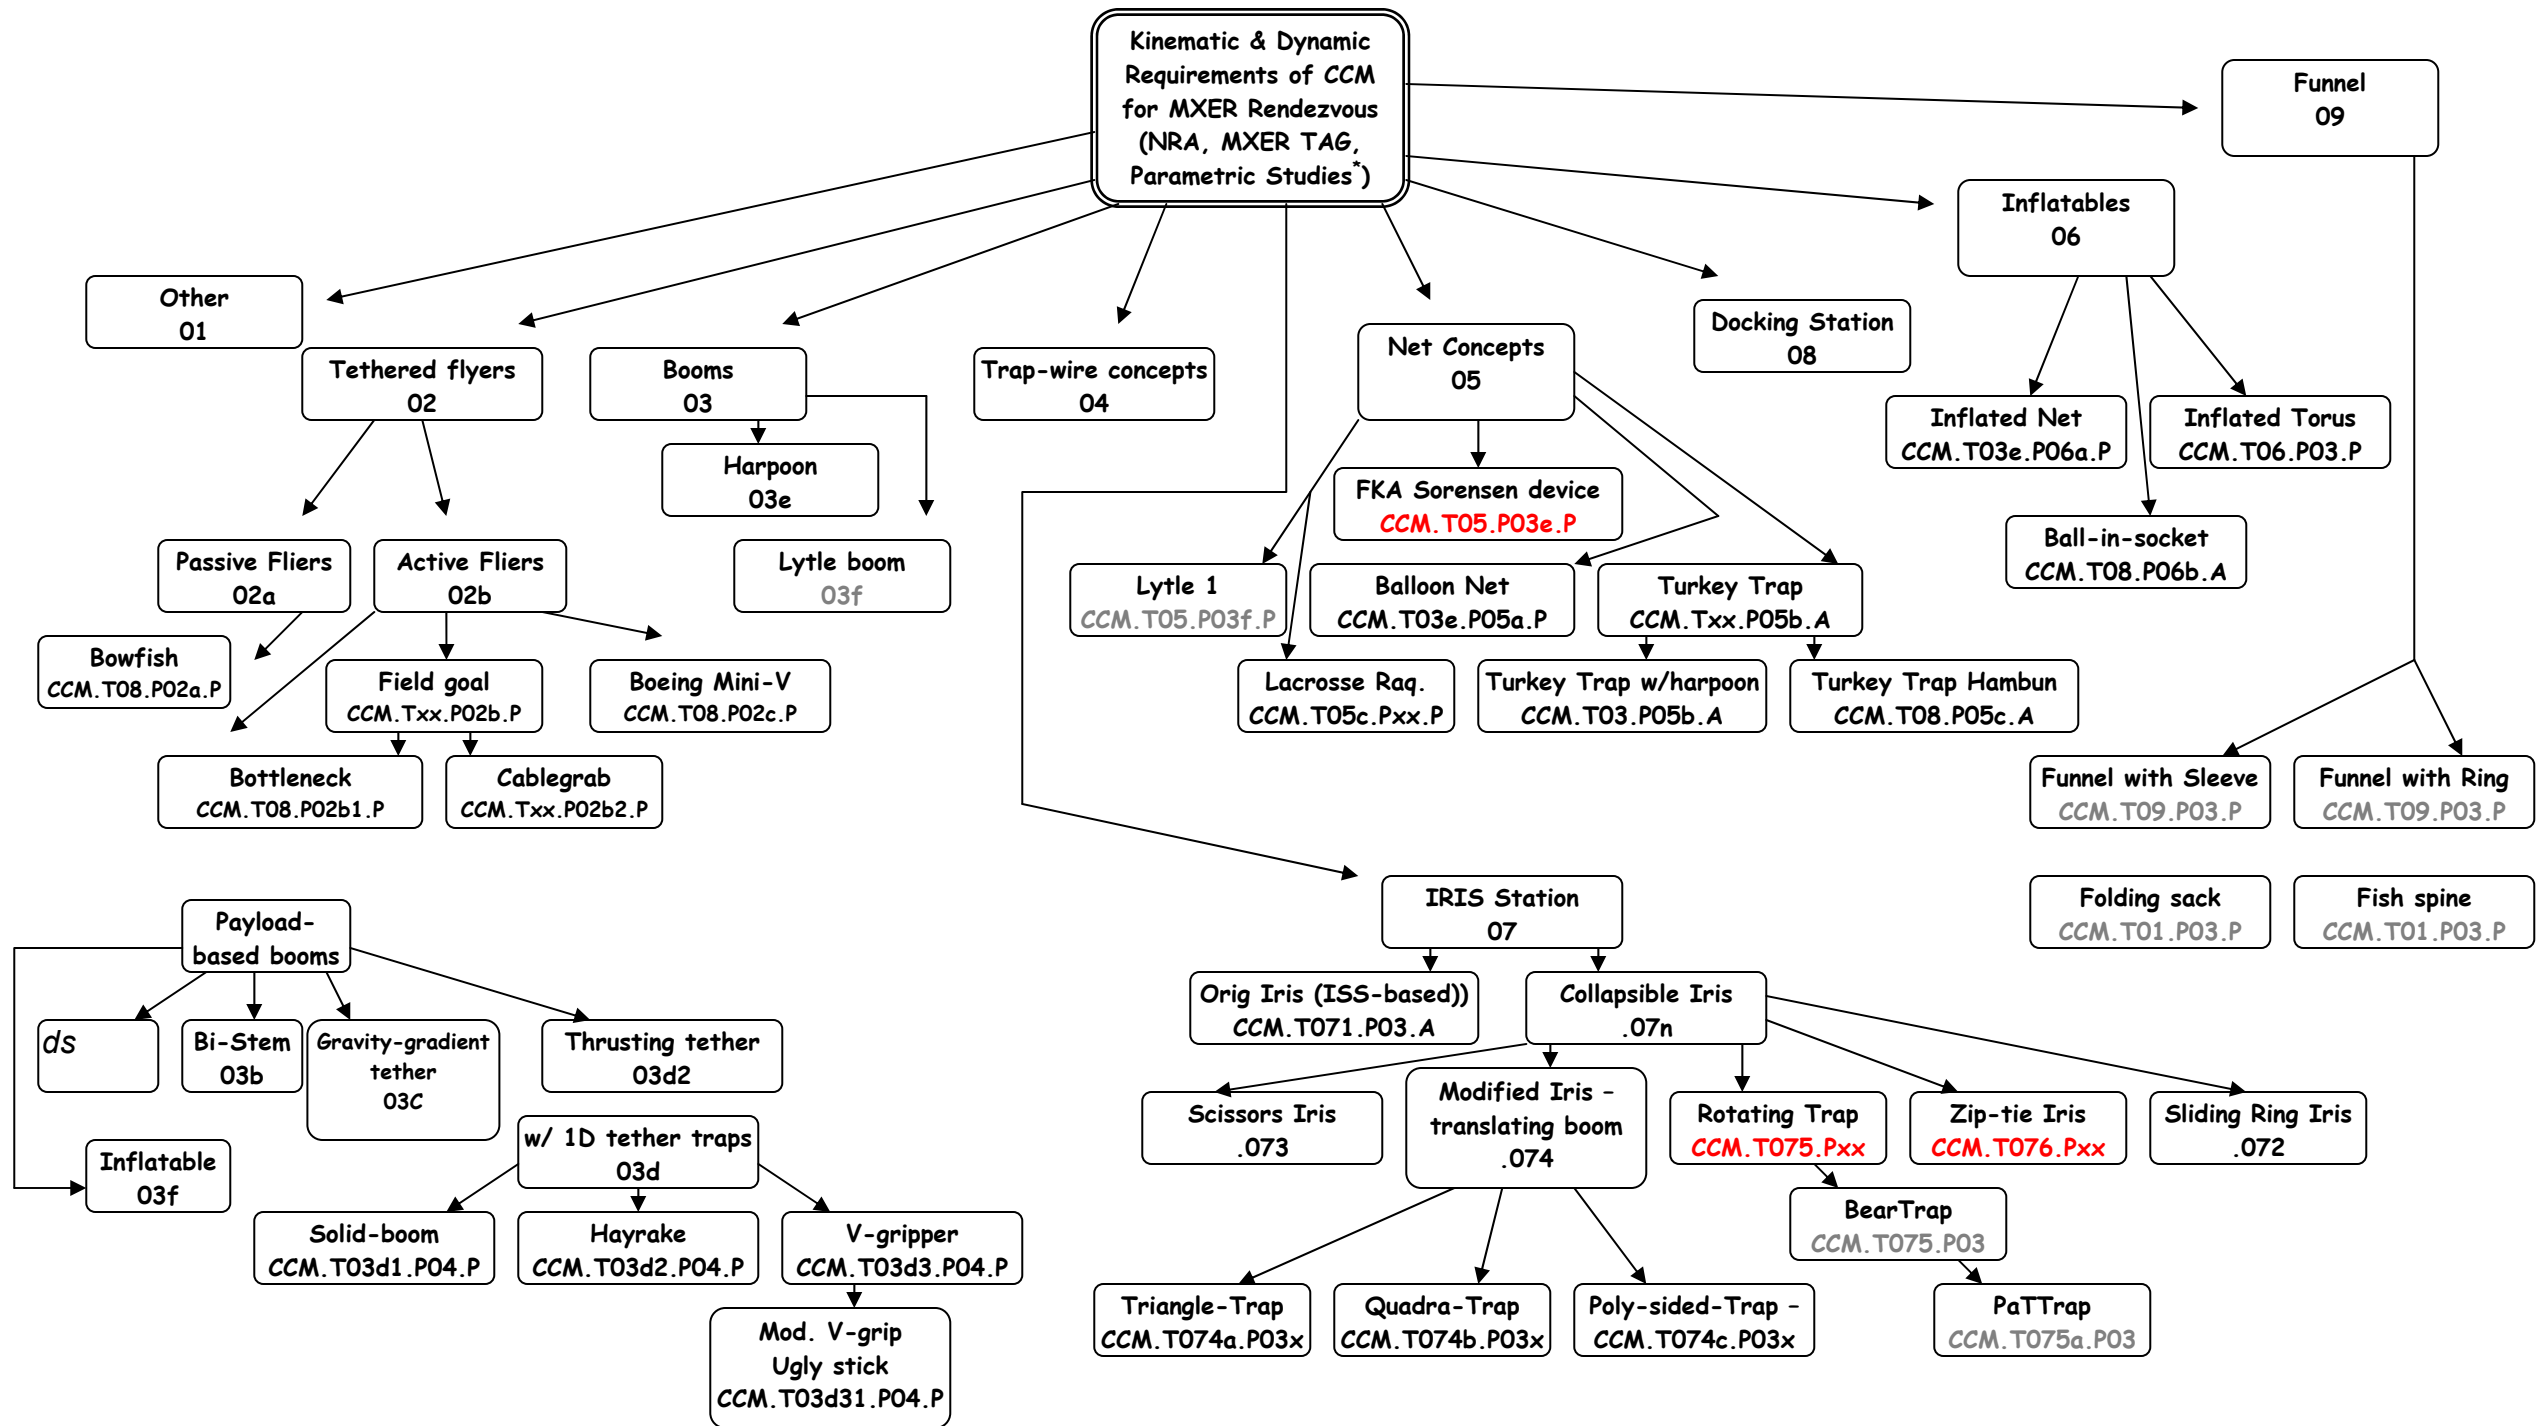 Kinematic & Dynamic
Requirements of CCM
for MXER Rendezvous
(NRA, MXER TAG,
Parametric Studies*)
Funnel
09
Inflatables
06
Other
01
Tethered flyers
02
Booms
03
Trap-wire concepts
04
Net Concepts
05
Docking Station
08
Inflated Net
CCM.T03e.P06a.P
Inflated Torus
CCM.T06.P03.P
Harpoon
03e
FKA Sorensen device
CCM.T05.P03e.P
Ball-in-socket
CCM.T08.P06b.A
Passive Fliers
02a
Active Fliers
02b
Lytle boom
03f
Lytle 1
CCM.T05.P03f.P
Balloon Net
CCM.T03e.P05a.P
Turkey Trap
CCM.Txx.P05b.A
Bowfish
CCM.T08.P02a.P
Field goal
CCM.Txx.P02b.P
Boeing Mini-V
CCM.T08.P02c.P
Lacrosse Raq.
CCM.T05c.Pxx.P
Turkey Trap w/harpoon
CCM.T03.P05b.A
Turkey Trap Hambun
CCM.T08.P05c.A
Bottleneck
CCM.T08.P02b1.P
Cablegrab
CCM.Txx.P02b2.P
Funnel with Sleeve
CCM.T09.P03.P
Funnel with Ring
CCM.T09.P03.P
Payload-
based booms
IRIS Station
07
Folding sack
CCM.T01.P03.P
Fish spine
CCM.T01.P03.P
ds
Bi-Stem
03b
Gravity-gradient
tether
03C
Thrusting tether
03d2
Orig Iris (ISS-based))
CCM.T071.P03.A
Collapsible Iris
.07n
Inflatable
03f
w/ 1D tether traps
03d
Scissors Iris
.073
Modified Iris –
translating boom
.074
Rotating Trap
CCM.T075.Pxx
Zip-tie Iris
CCM.T076.Pxx
Sliding Ring Iris
.072
Solid-boom
CCM.T03d1.P04.P
Hayrake
CCM.T03d2.P04.P
V-gripper
CCM.T03d3.P04.P
BearTrap
CCM.T075.P03
Mod. V-grip
Ugly stick
CCM.T03d31.P04.P
Triangle-Trap
CCM.T074a.P03x
Quadra-Trap
CCM.T074b.P03x
Poly-sided-Trap –
CCM.T074c.P03x
PaTTrap
CCM.T075a.P03